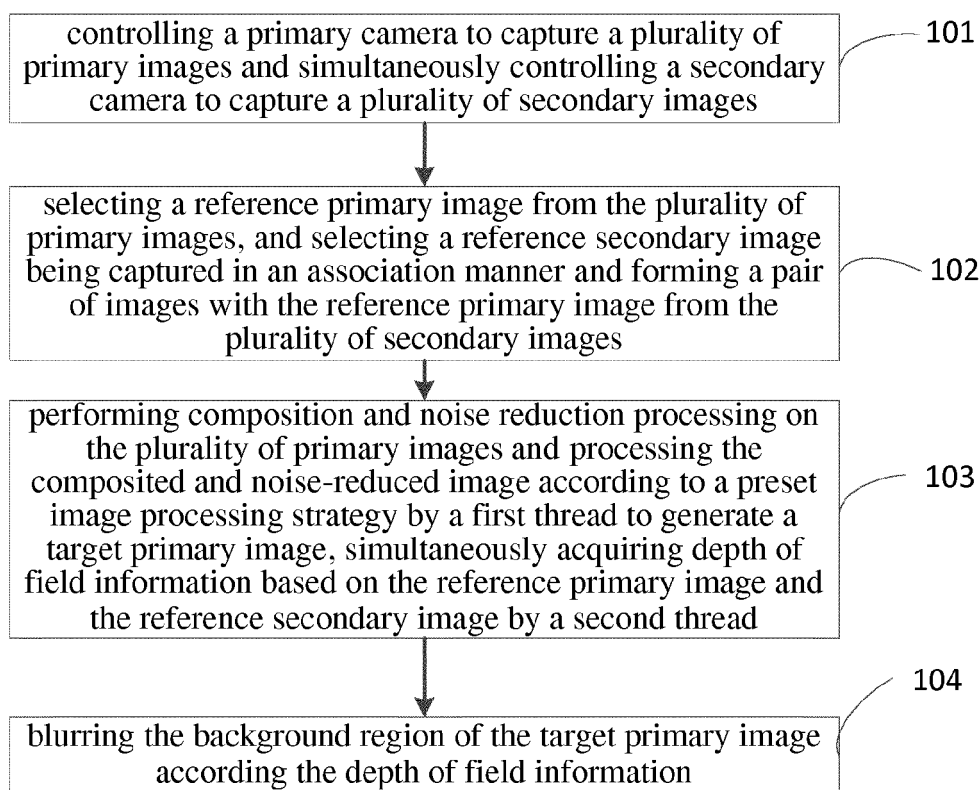 controlling a primary camera to capture a plurality of
primary images and simultaneously controlling a secondary
camera to capture a plurality of secondary images
101
selecting a reference primary image from the plurality of
primary images, and selecting a reference secondary image
being captured in an association manner and forming a pair
of images with the reference primary image from the
plurality of secondary images
102
performing composition and noise reduction processing on
the plurality of primary images and processing the
composited and noise-reduced image according to a preset
image processing strategy by a first thread to generate a
target primary image, simultaneously acquiring depth of
field information based on the reference primary image and
the reference secondary image by a second thread
103
blurring the background region of the target primary image
according the depth of field information
104